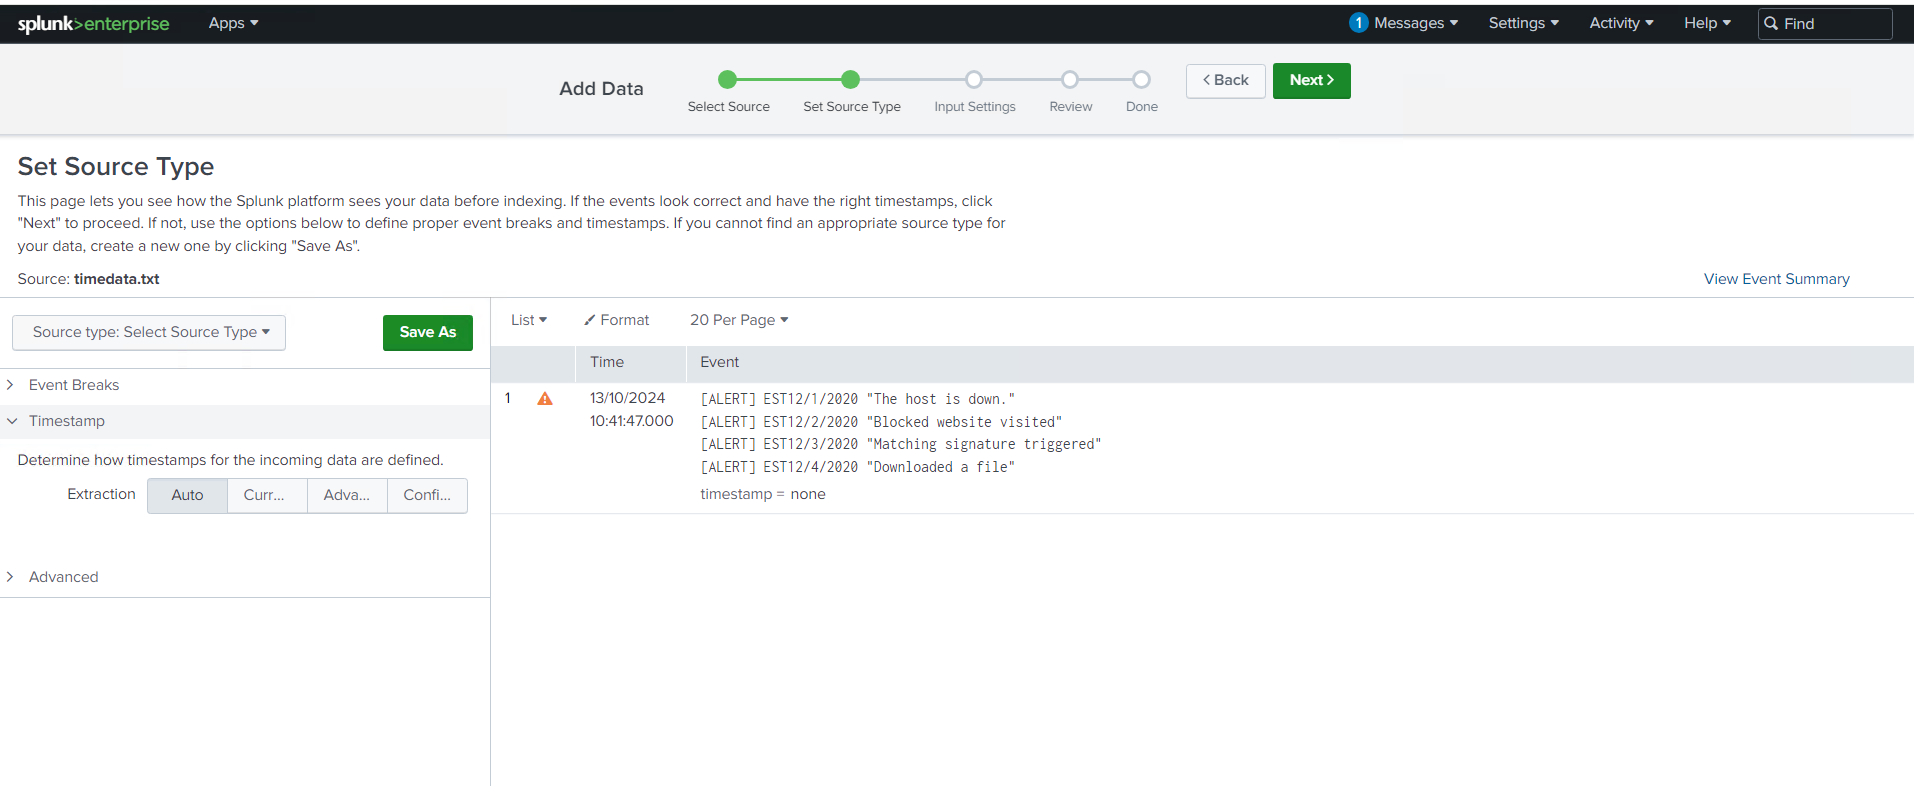 splunk>enterprise Apps 1 Messages Settings Activity Help Find
Add Data
Select Source Set Source Type Input Settings Review Done
Back Next
Set Source Type
This page lets you see how the Splunk platform sees your data before indexing. If the events look correct and have the right timestamps, click
"Next" to proceed. If not, use the options below to define proper event breaks and timestamps. If you cannot find an appropriate source type for
your data, create a new one by clicking "Save As".
Source: timedata.txt
View Event Summary
Source type: Select Source Type
Save As
Event Breaks
Timestamp
Determine how timestamps for the incoming data are defined.
Extraction Auto Curr... Adva... Confi...
Advanced
List Format 20 Per Page
Time Event
1 13/10/2024
10:41:47.000
[ALERT] EST12/1/2020 "The host is down."
[ALERT] EST12/2/2020 "Blocked website visited"
[ALERT] EST12/3/2020 "Matching signature triggered"
[ALERT] EST12/4/2020 "Downloaded a file"
timestamp = none